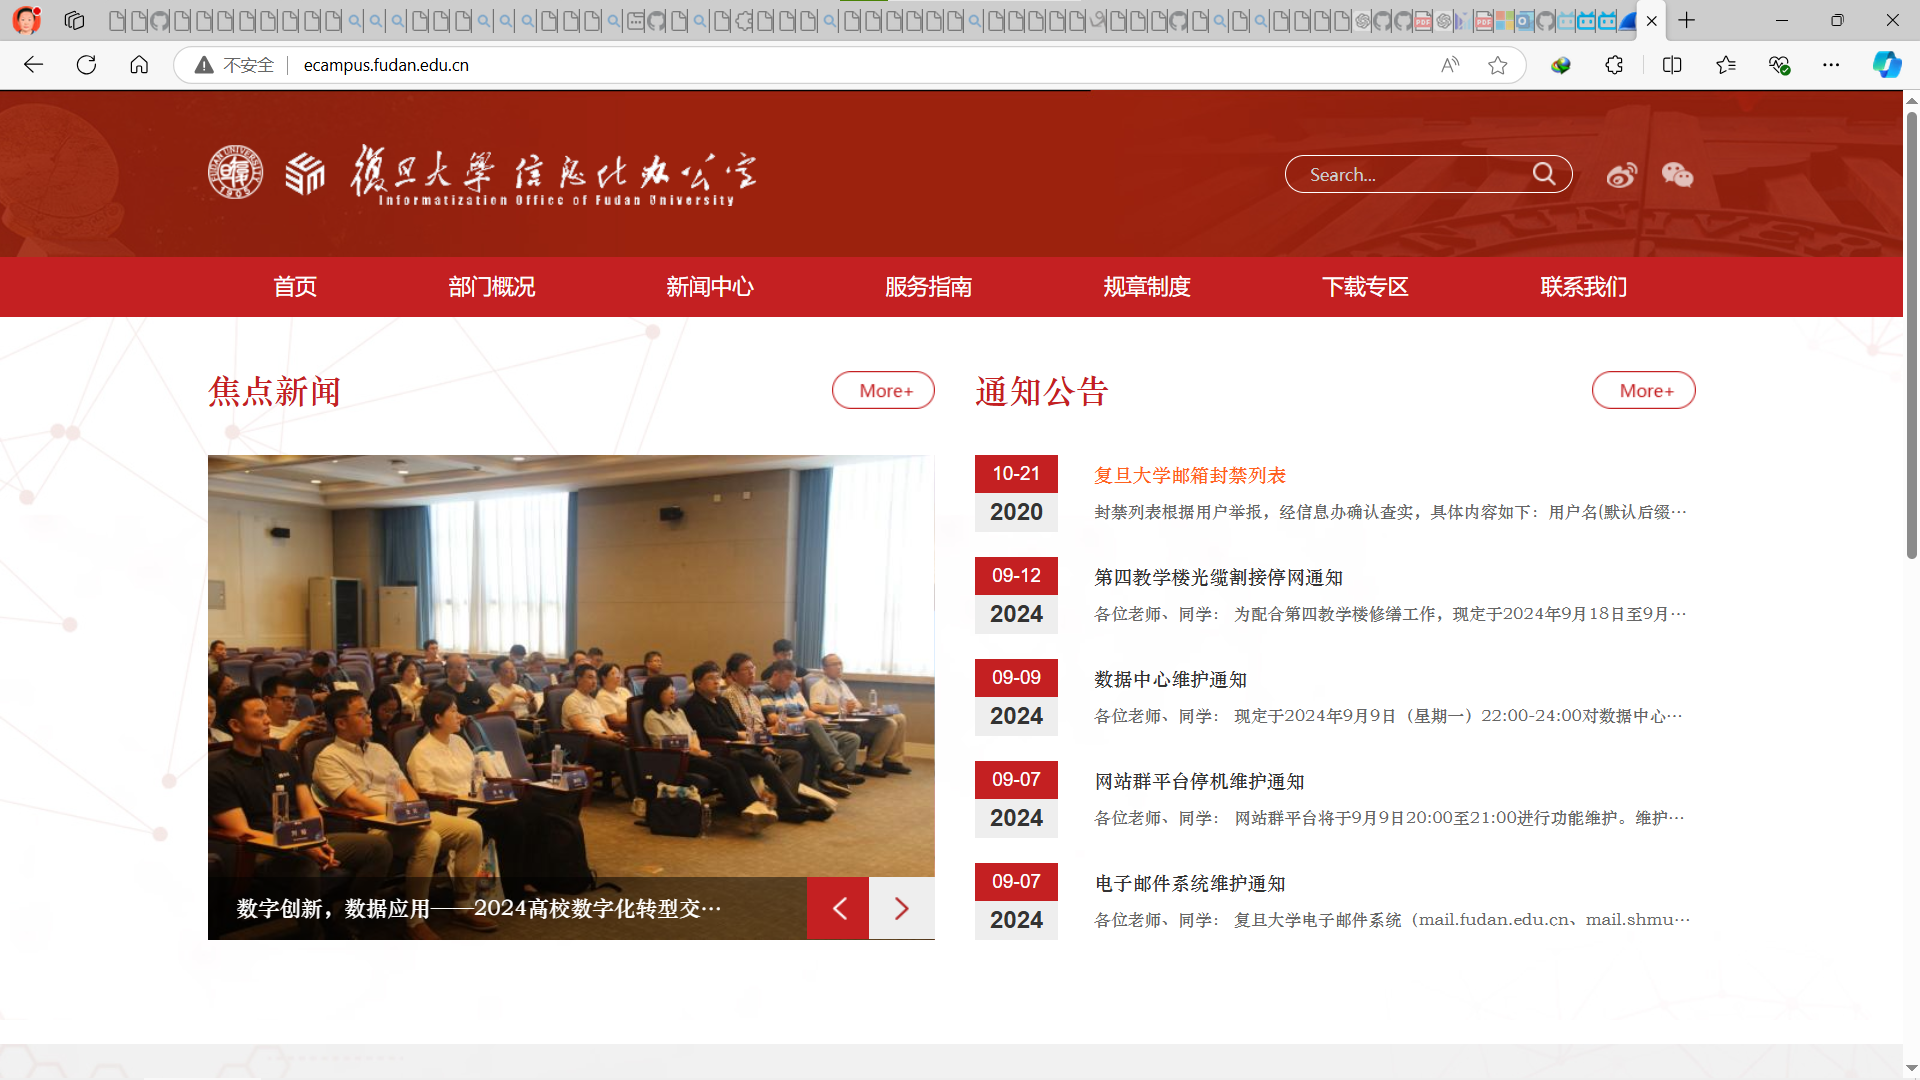 不安全
ecampus.fudan.edu.cn
復旦大學 信息化办公室
Informatization Office of Fudan University
Search...
首页
部门概况
新闻中心
服务指南
规章制度
下载专区
联系我们
焦点新闻
More+
数字创新，数据应用——2024高校数字化转型交…
通知公告
More+
10-21
2020
复旦大学邮箱封禁列表
封禁列表根据用户举报，经信息办确认查实，具体内容如下：用户名(默认后缀…
09-12
2024
第四教学楼光缆割接停网通知
各位老师、同学： 为配合第四教学楼修缮工作，现定于2024年9月18日至9月…
09-09
2024
数据中心维护通知
各位老师、同学： 现定于2024年9月9日（星期一）22:00-24:00对数据中心…
09-07
2024
网站群平台停机维护通知
各位老师、同学： 网站群平台将于9月9日20:00至21:00进行功能维护。维护…
09-07
2024
电子邮件系统维护通知
各位老师、同学： 复旦大学电子邮件系统（mail.fudan.edu.cn、mail.shmu…